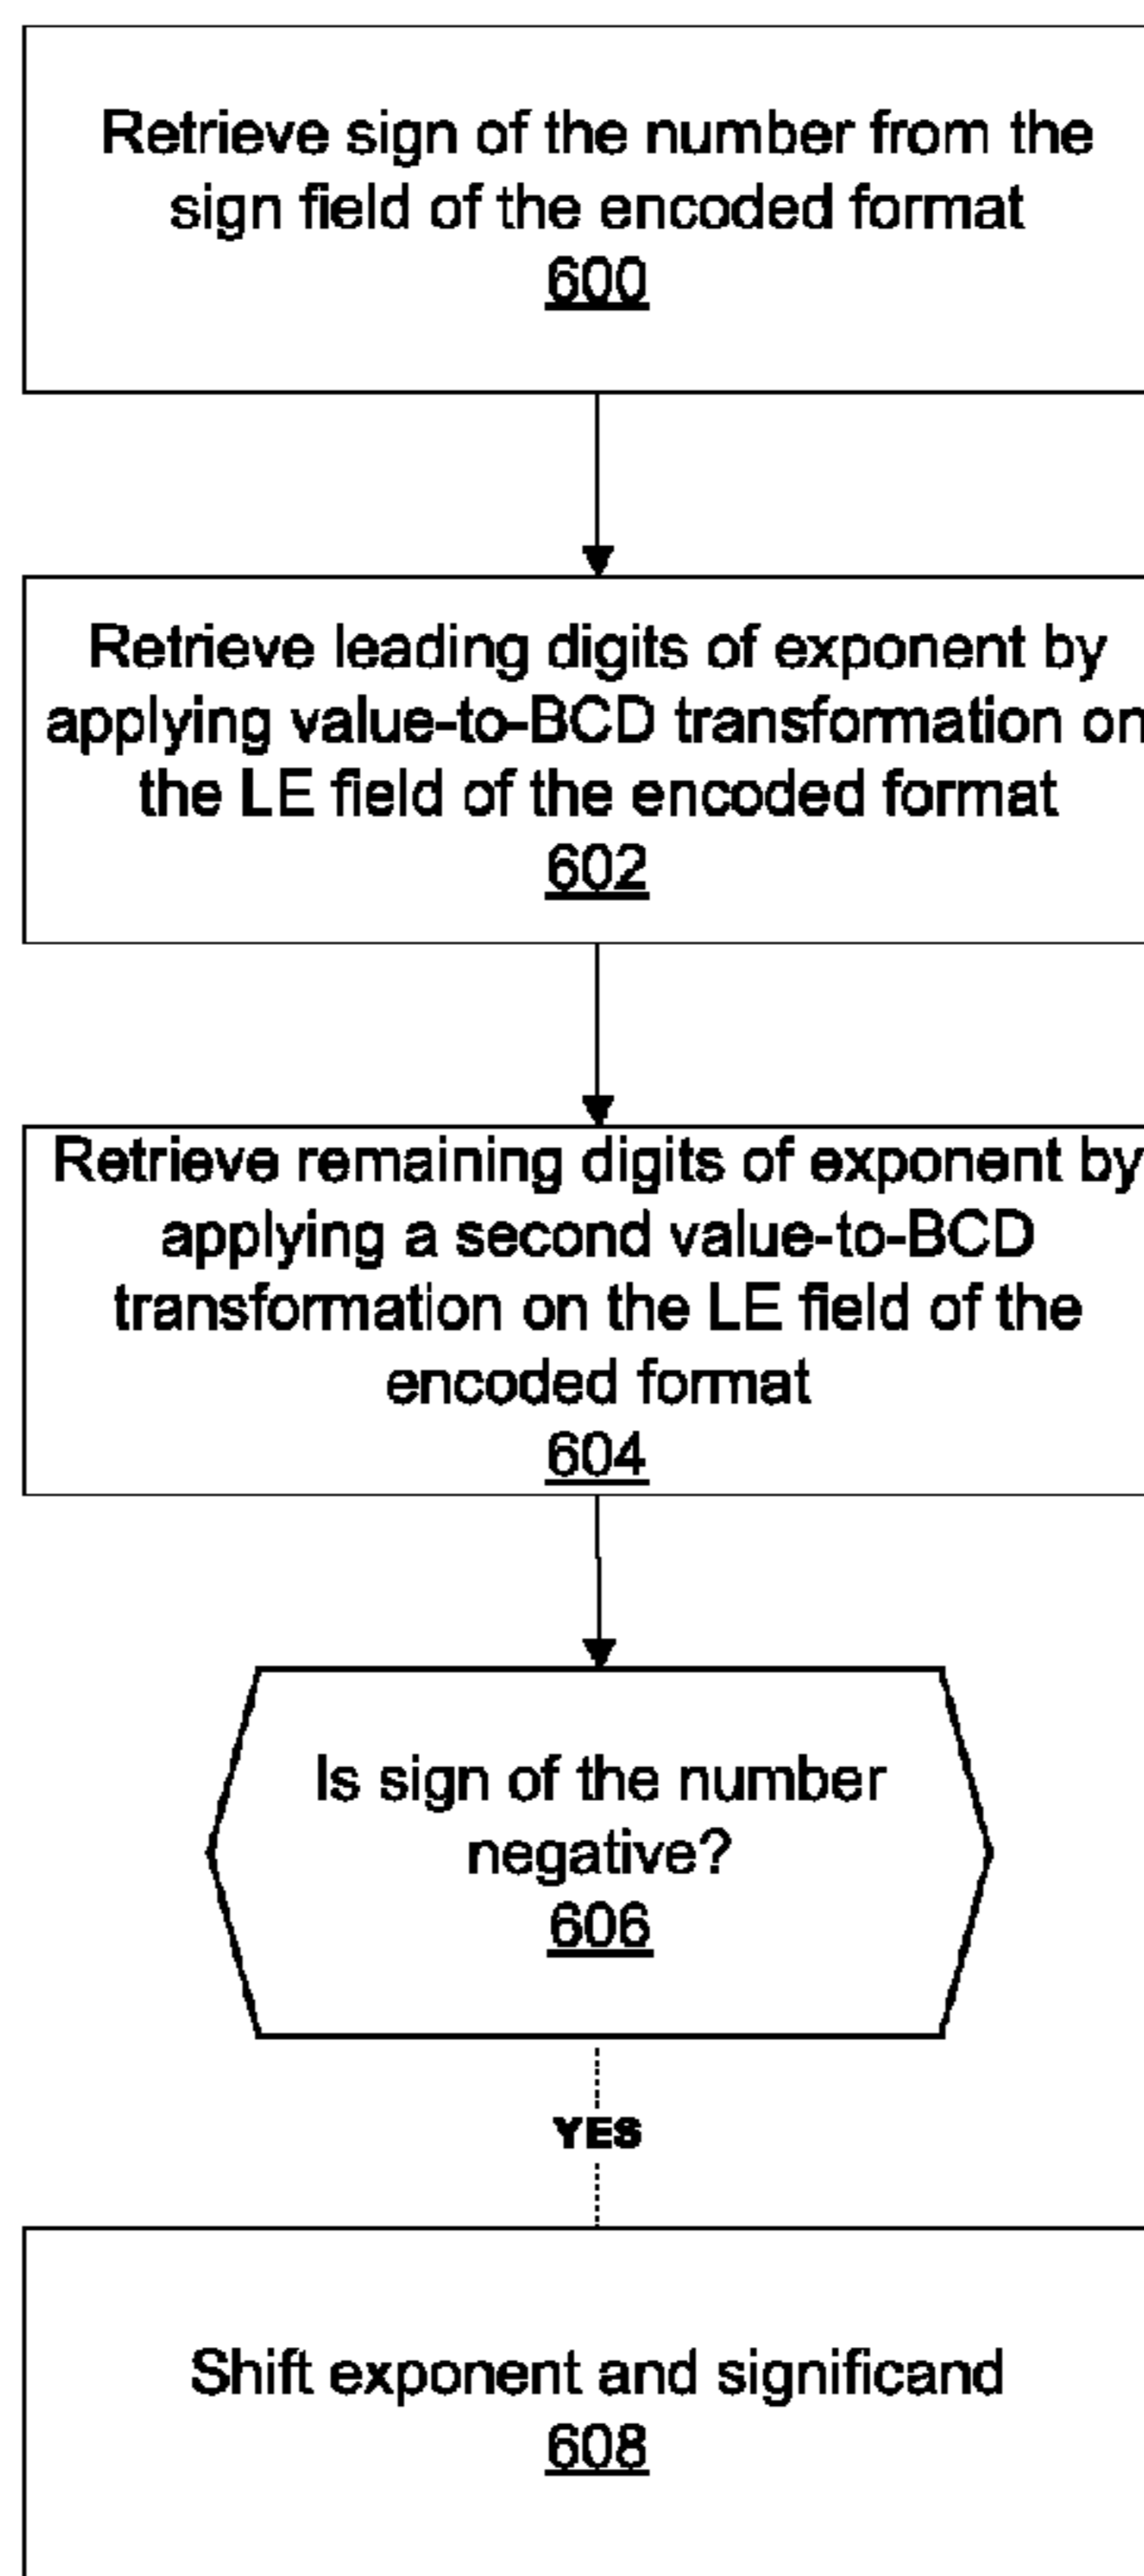 Retrieve sign of the number from the
sign field of the encoded format
600
Retrieve leading digits of exponent by
applying value-to-BCD transformation on
the LE field of the encoded format
602
Retrieve remaining digits of exponent by
applying a second value-to-BCD
transformation on the LE field of the
encoded format
604
Is sign of the number
negative?
606
YES
Shift exponent and significand
608